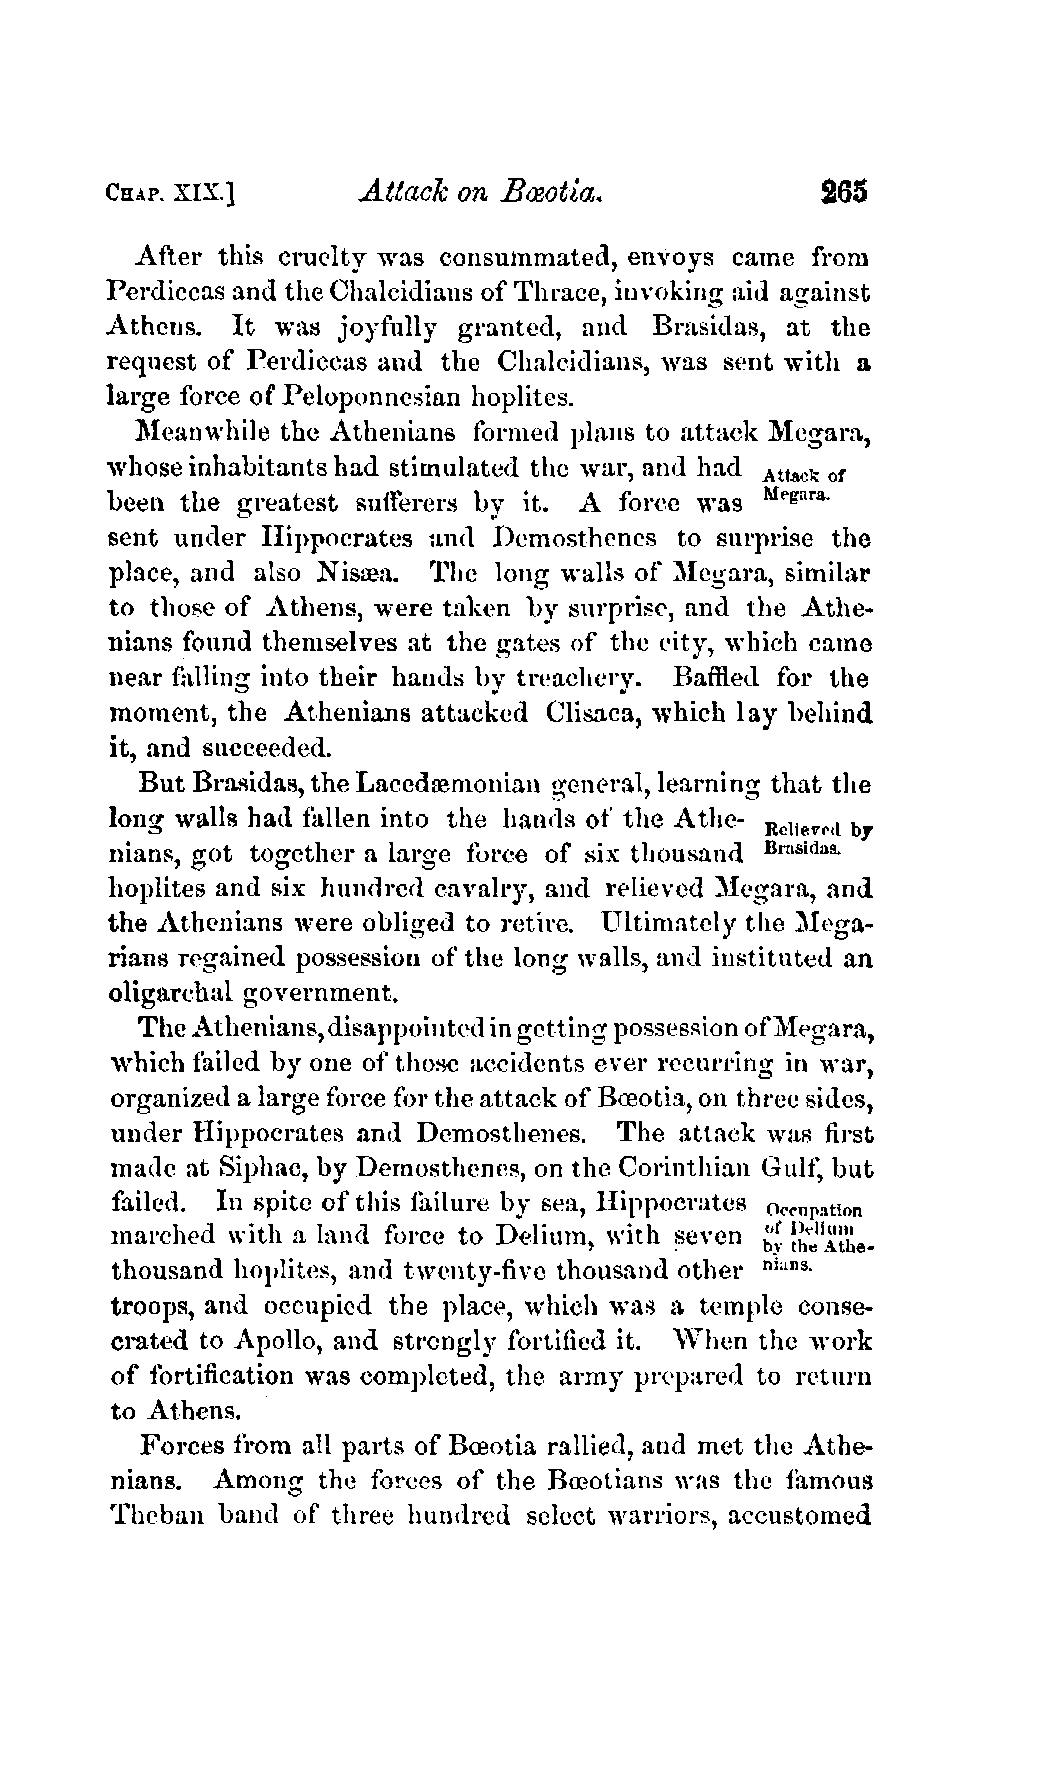 CHAP. XIX.] Attack on Bœotia. 265
After this cruelty was consummated, envoys came from
Perdiccas and the Chalcidians of Thrace, invoking aid against
Athens. It was joyfully granted, and Brasidas, at the
request of Perdiccas and the Chalcidians, was sent with a
large force of Peloponnesian hoplites.
Meanwhile the Athenians formed plans to attack Megara,
whose inhabitants had stimulated the war, and had
Attack of
Megara.
been the greatest sufferers by it. A force was
sent under Hippocrates and Demosthenes to surprise the
place, and also Nisæa. The long walls of Megara, similar
to those of Athens, were taken by surprise, and the Athe-
nians found themselves at the gates of the city, which came
near falling into their hands by treachery. Baffled for the
moment, the Athenians attacked Clisaca, which lay behind
it, and succeeded.
But Brasidas, the Lacedæmonian general, learning that the
long walls had fallen into the hands of the Athe-
Relieved by
Brasidas.
nians, got together a large force of six thousand
hoplites and six hundred cavalry, and relieved Megara, and
the Athenians were obliged to retire. Ultimately the Mega-
rians regained possession of the long walls, and instituted an
oligarchal government.
The Athenians, disappointed in getting possession of Megara,
which failed by one of those accidents ever recurring in war,
organized a large force for the attack of Bœotia, on three sides,
under Hippocrates and Demosthenes. The attack was first
made at Siphac, by Demosthenes, on the Corinthian Gulf, but
failed. In spite of this failure by sea, Hippocrates
Occupation
of Delium
by the Athe-
nians.
marched with a land force to Delium, with seven
thousand hoplites, and twenty-five thousand other
troops, and occupied the place, which was a temple conse-
crated to Apollo, and strongly fortified it. When the work
of fortification was completed, the army prepared to return
to Athens.
Forces from all parts of Bœotia rallied, and met the Athe-
nians. Among the forces of the Bœotians was the famous
Theban band of three hundred select warriors, accustomed